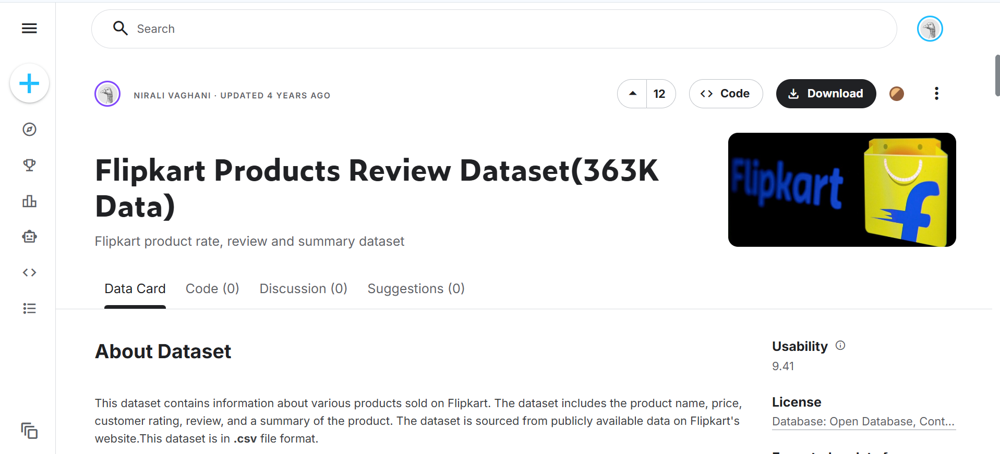 Search
NIRALI VAGHANI · UPDATED 4 YEARS AGO
12
Code
Download
Flipkart Products Review Dataset(363K
Data)
Flipkart product rate, review and summary dataset
Flipkart
f
Data Card
Code (0)
Discussion (0)
Suggestions (0)
About Dataset
This dataset contains information about various products sold on Flipkart. The dataset includes the product name, price,
customer rating, review, and a summary of the product. The dataset is sourced from publicly available data on Flipkart's
website.This dataset is in .csv file format.
Usability
9.41
License
Database: Open Database, Cont...